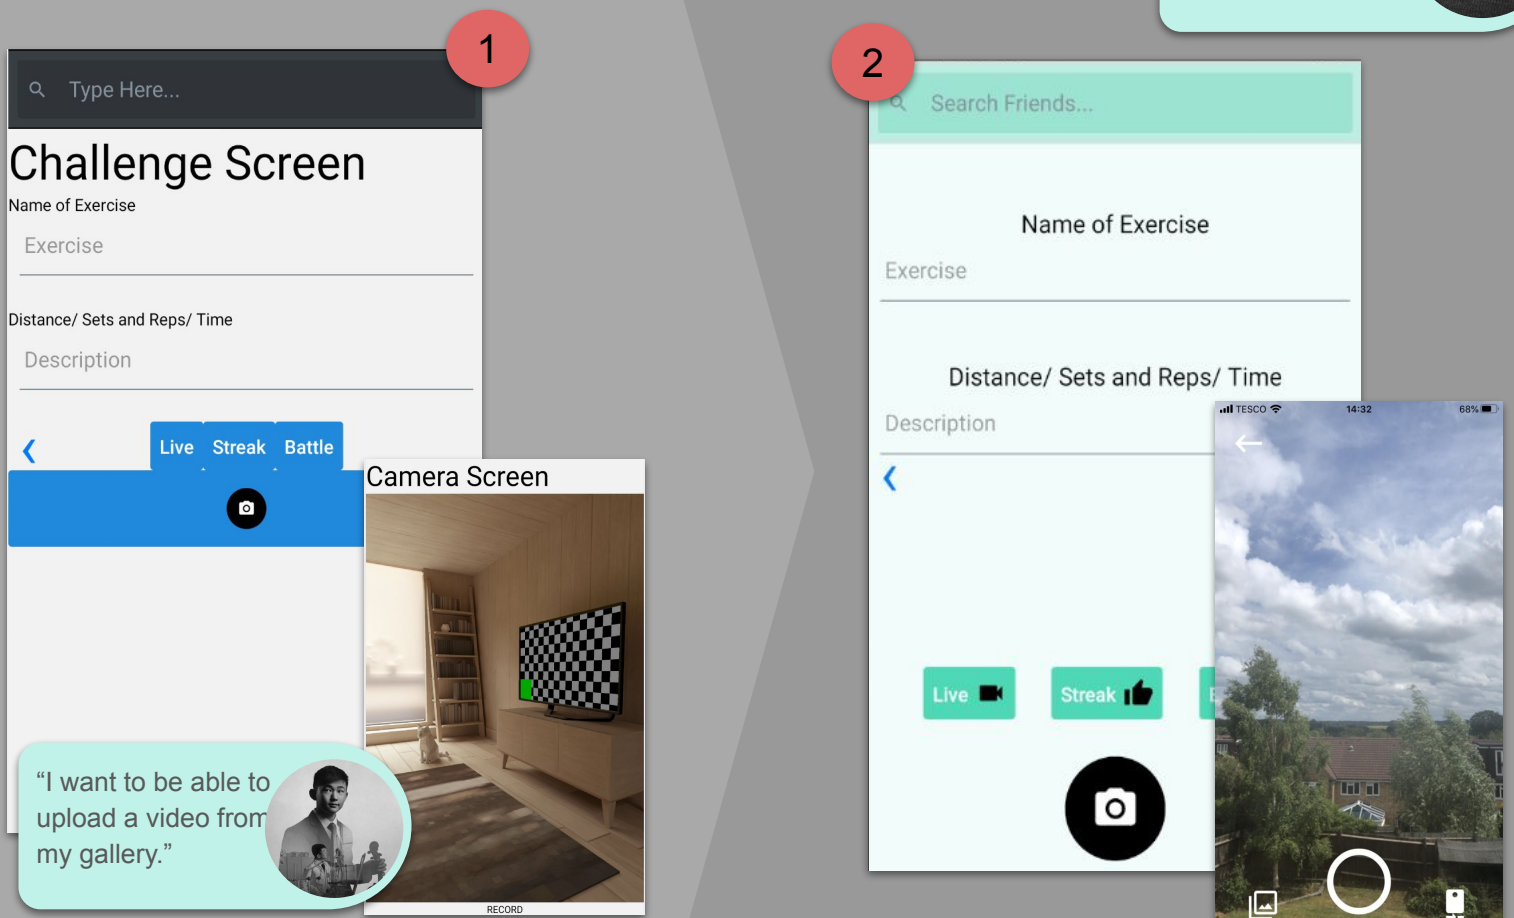 1
Type Here...
Challenge Screen
Name of Exercise
Exercise
Distance/ Sets and Reps/ Time
Description
Live Streak Battle
Camera Screen
RECORD
“I want to be able to
upload a video from
my gallery.”
2
Search Friends...
Name of Exercise
Exercise
Distance/ Sets and Reps/ Time
Description
Live Streak
TESCO 14:32 68%